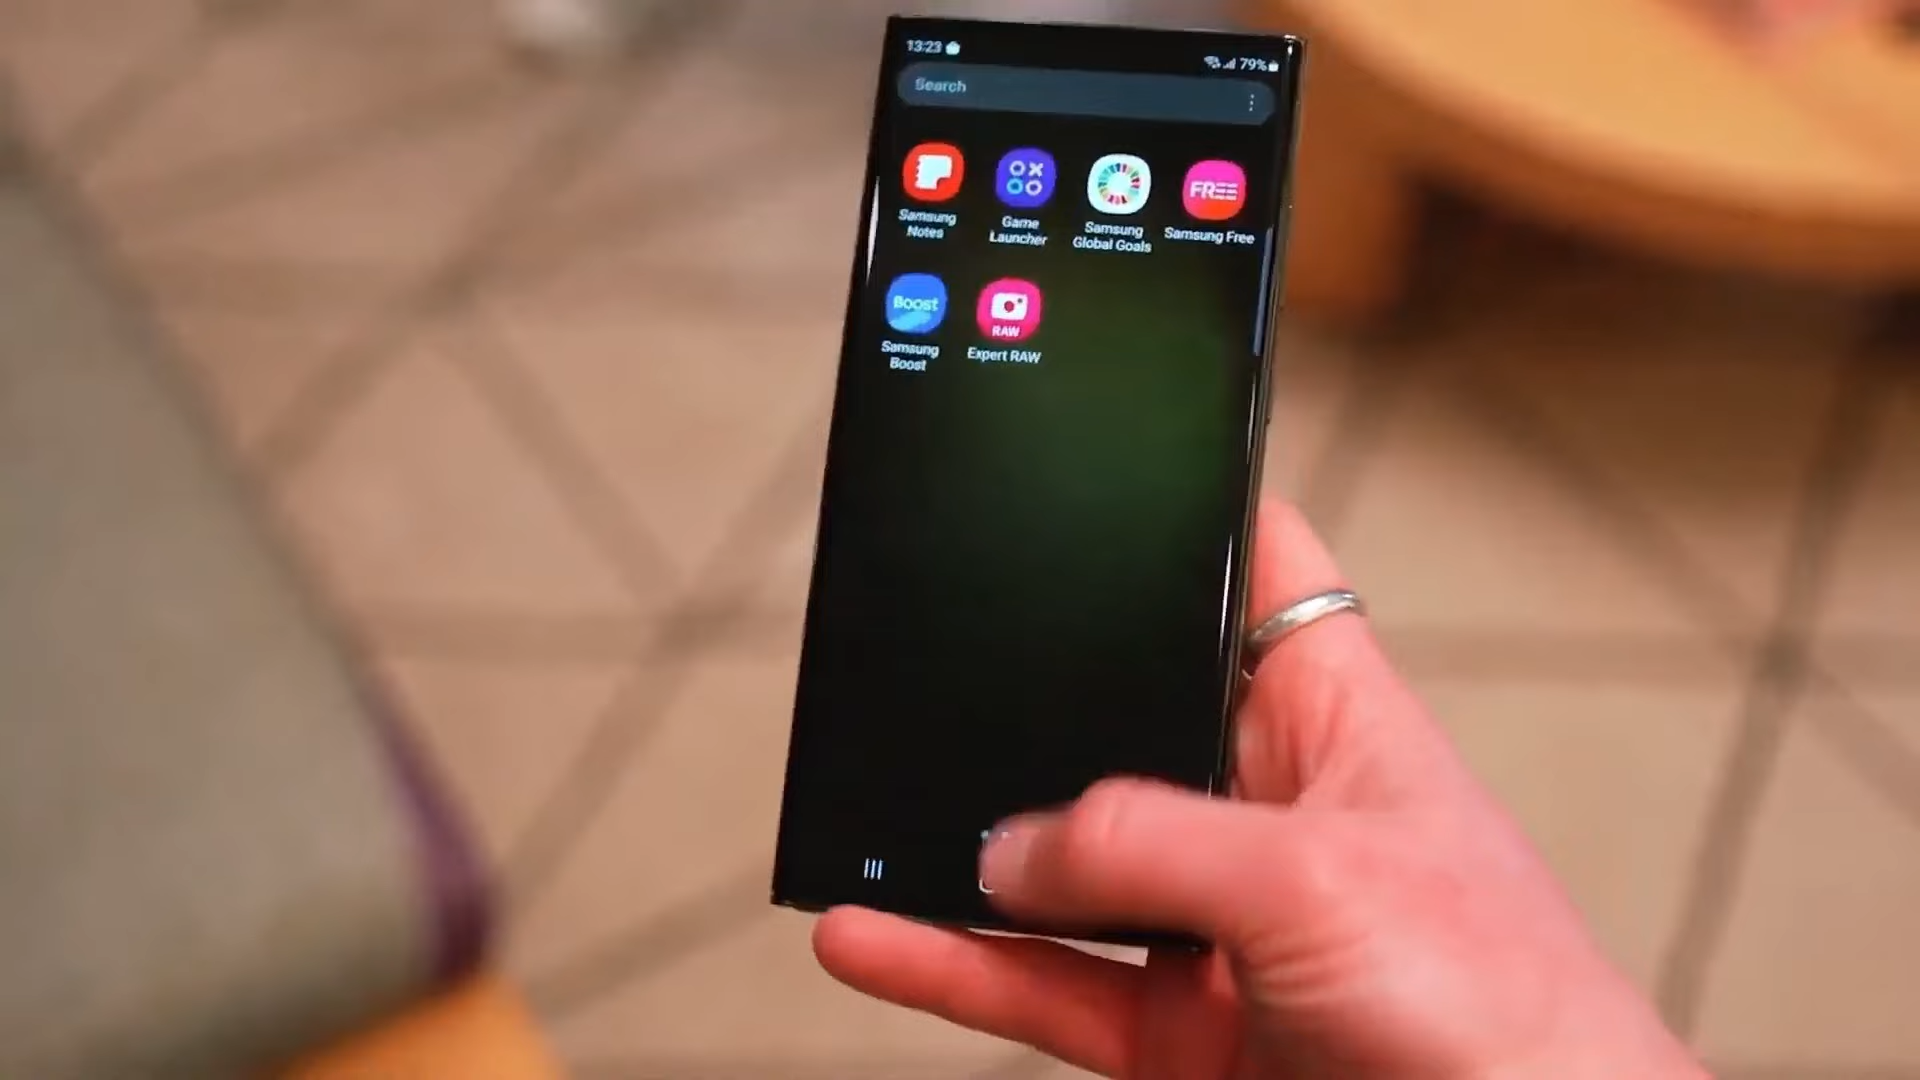 13:23
79%
Search
FREE
Samsung
Notes
Game
Launcher
Samsung
Global Goals
Samsung Free
Boost
RAW
Samsung
Boost
Expert RAW